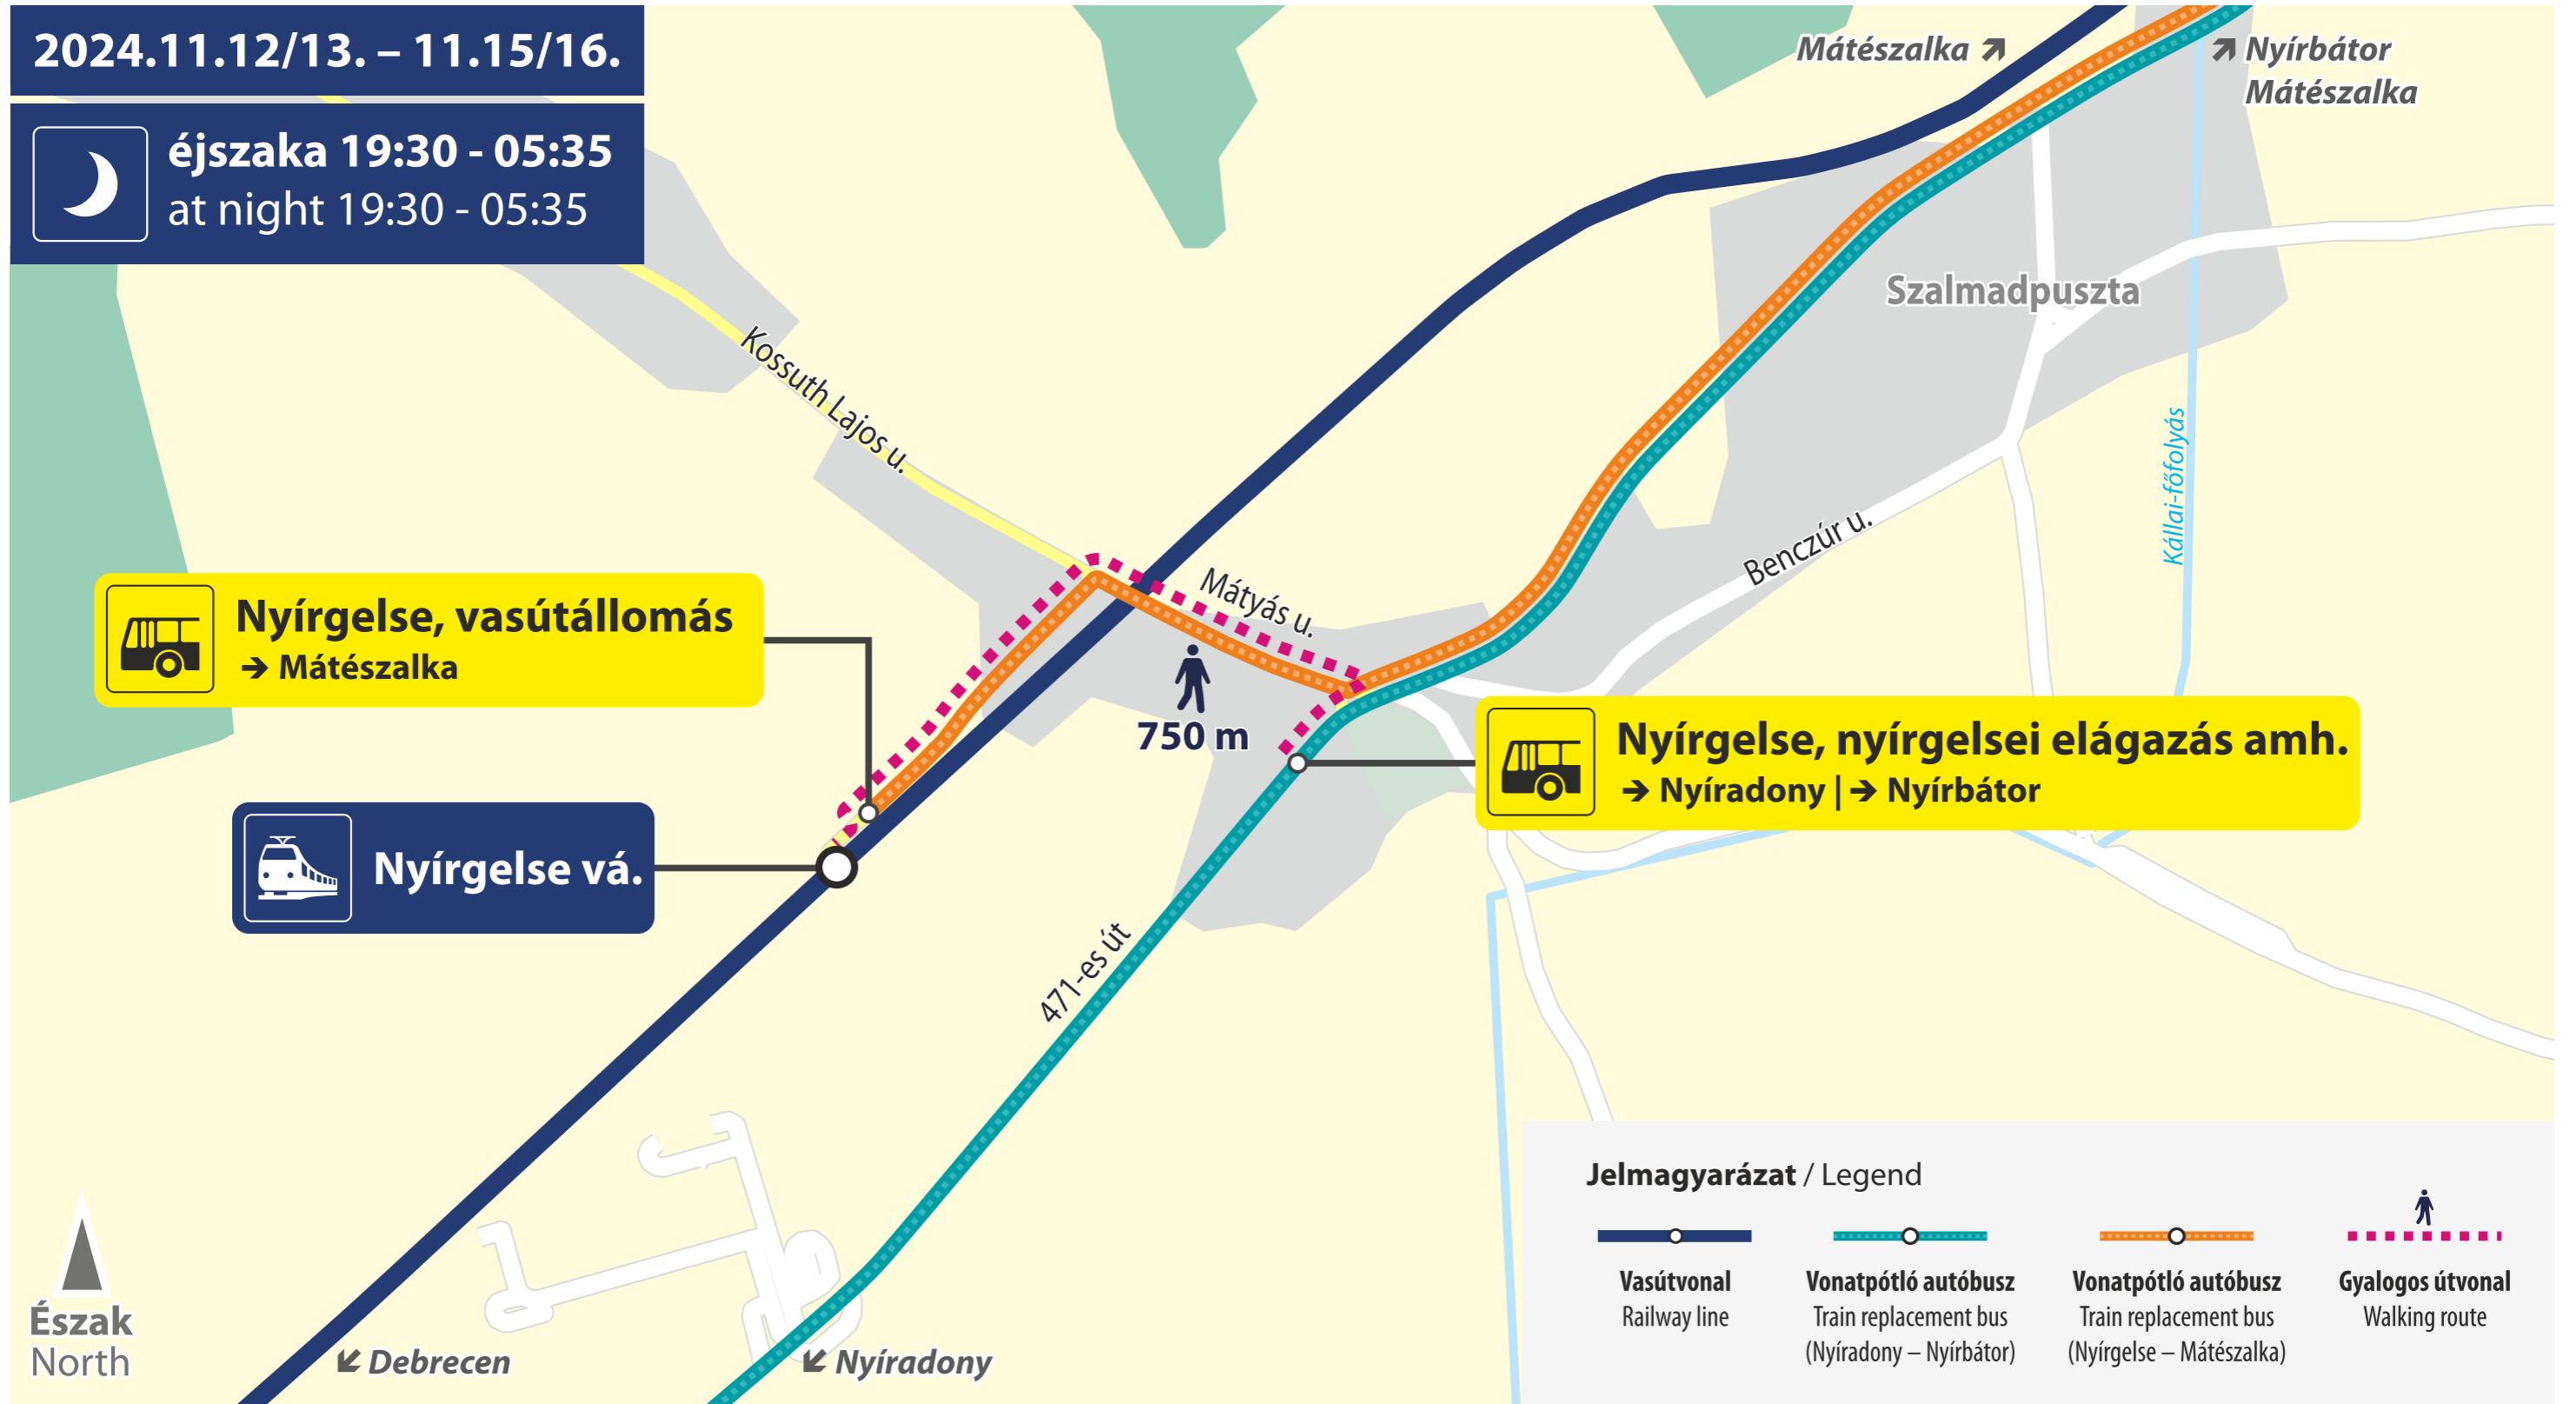 2024.11.12/13. – 11.15/16.
éjszaka 19:30 - 05:35
at night 19:30 - 05:35
Mátészalka
Nyírbátor
Mátészalka
Szalmadpuszta
Kossuth Lajos u.
Kállai-főfolyás
Benczúr u.
Mátyás u.
750 m
Nyírgelse, vasútállomás
→ Mátészalka
Nyírgelse, nyírgelsei elágazás amh.
→ Nyíradony | → Nyírbátor
Nyírgelse vá.
471-es út
Észak
North
Debrecen
Nyíradony
Jelmagyarázat / Legend
Vasútvonal
Railway line
Vonatpótló autóbusz
Train replacement bus
(Nyíradony – Nyírbátor)
Vonatpótló autóbusz
Train replacement bus
(Nyírgelse – Mátészalka)
Gyalogos útvonal
Walking route